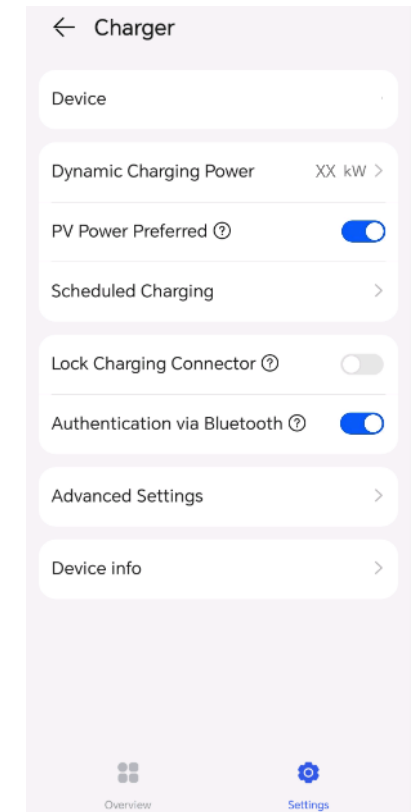 Charger
Device
Dynamic Charging Power XX kW
PV Power Preferred
Scheduled Charging
Lock Charging Connector
Authentication via Bluetooth
Advanced Settings
Device info
Overview Settings